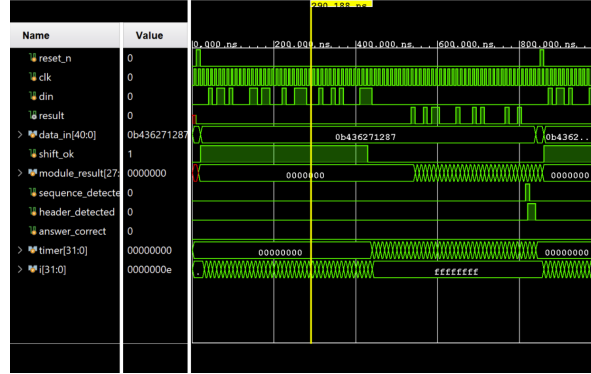 290.188 ns
Name Value
0.000 ns 200.000 ns 400.000 ns 600.000 ns 800.000 ns
reset_n 0
clk 0
din 0
result 0
data_in[40:0] 0b436271287 0b436271287 0b4362..
shift_ok 1
module_result[27: 0000000 0000000 0000000
sequence_detecte 0
header_detected 0
answer_correct 0
timer[31:0] 00000000 00000000 00000000
i[31:0] 0000000e . ffffffff